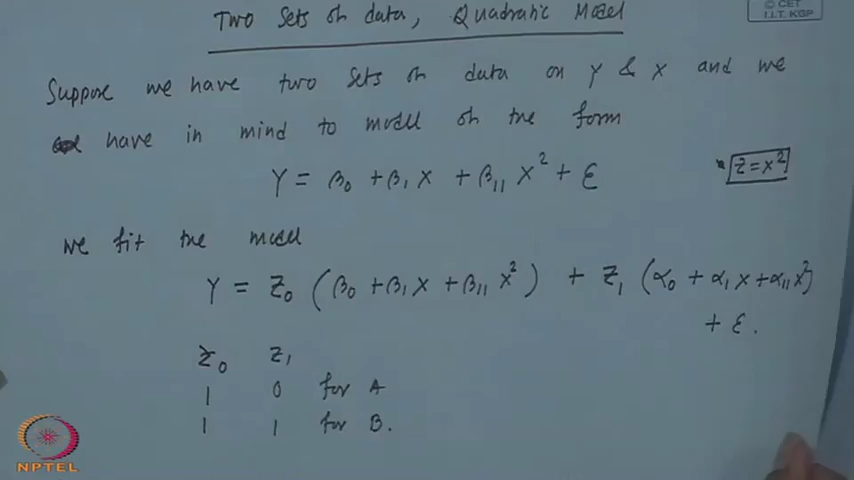 Two Sets of data, Quadratic Model
© CET
I.I.T. KGP
Suppose we have two sets of data on Y & X and we
have in mind to model of the form
Y = β₀ + β₁ X + β₁₁ X² + ε
Z = X²
We fit the model
Y = Z₀ (β₀ + β₁ X + β₁₁ X²) + Z₁ (α₀ + α₁ X + α₁₁ X²)
+ ε.
Z₀ Z₁
1 0 for A
1 1 for B.
NPTEL